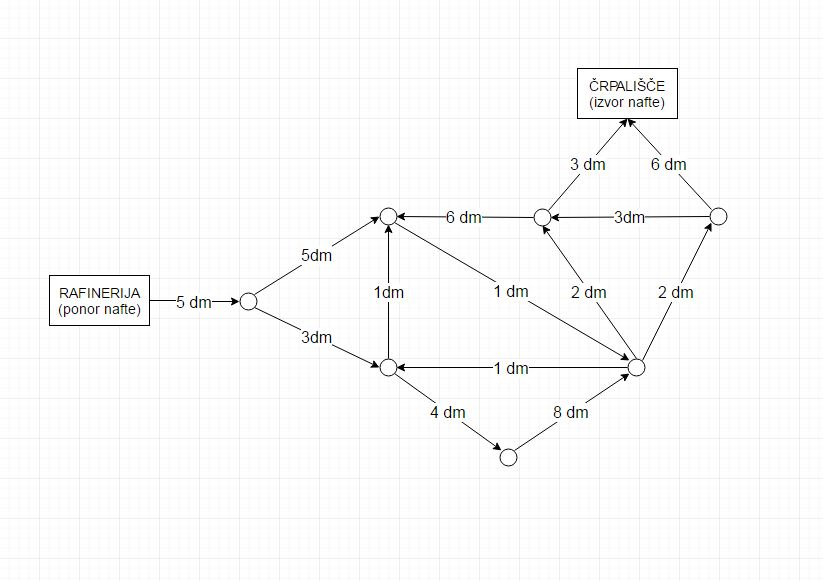 ČRPALIŠČE
(izvor nafte)
3 dm
6 dm
6 dm
3dm
5dm
RAFINERIJA
(ponor nafte)
5 dm
1dm
1 dm
2 dm
2 dm
3dm
1 dm
4 dm
8 dm